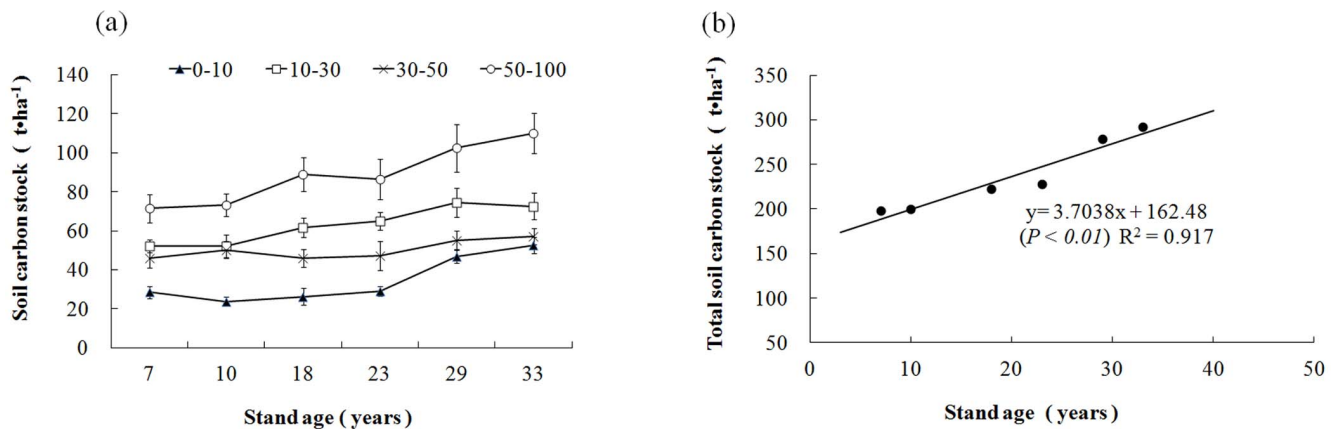 (a)
0-10 10-30 30-50 50-100
140
120
100
80
60
40
20
0
Soil carbon stock ( t•ha⁻¹)
7 10 18 23 29 33
Stand age ( years )
(b)
350
300
250
200
150
100
50
Total soil carbon stock ( t•ha⁻¹)
y= 3.7038x + 162.48
(P < 0.01) R² = 0.917
0 10 20 30 40 50
Stand age ( years )